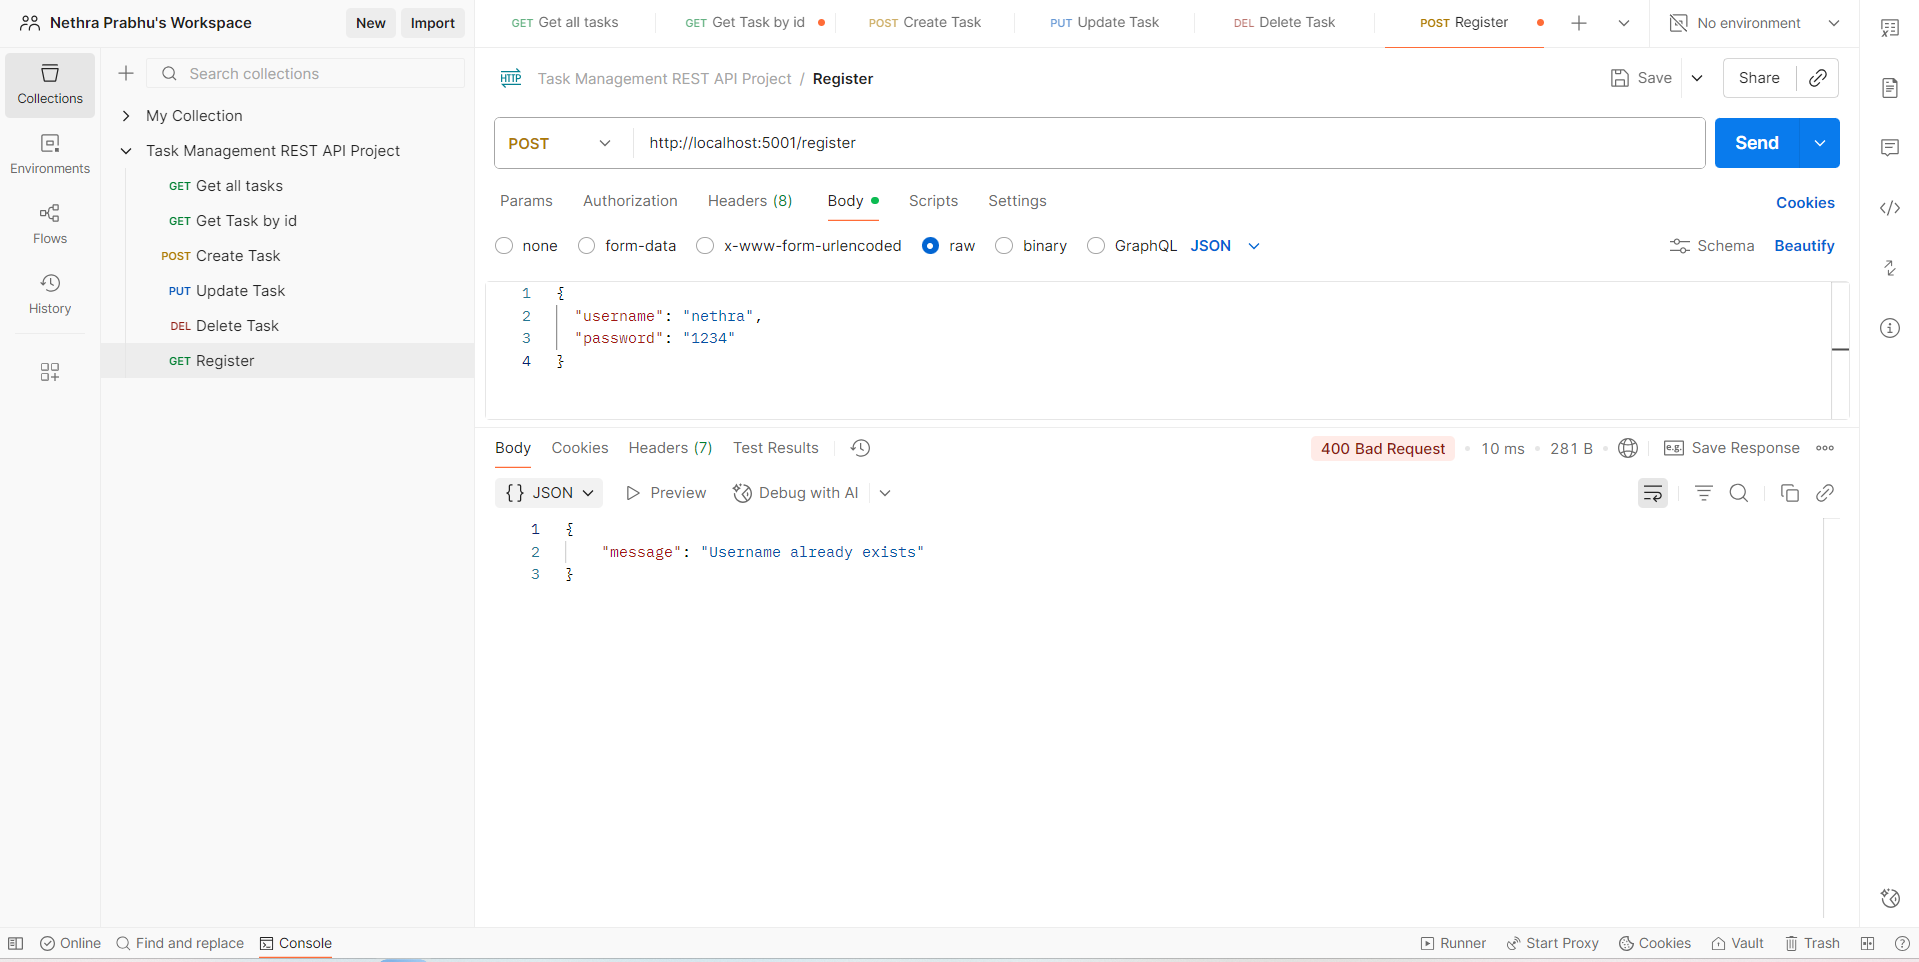 Nethra Prabhu's Workspace New Import
GET Get all tasks GET Get Task by id POST Create Task PUT Update Task DEL Delete Task POST Register No environment
Collections
Environments
Flows
History
Search collections
My Collection
Task Management REST API Project
GET Get all tasks
GET Get Task by id
POST Create Task
PUT Update Task
DEL Delete Task
GET Register
HTTP Task Management REST API Project / Register Save Share
POST http://localhost:5001/register Send
Params Authorization Headers (8) Body Scripts Settings Cookies
none form-data x-www-form-urlencoded raw binary GraphQL JSON Schema Beautify
1 {
2 "username": "nethra",
3 "password": "1234"
4 }
Body Cookies Headers (7) Test Results 400 Bad Request • 10 ms • 281 B • e.g. Save Response
{} JSON Preview Debug with AI
1 {
2 "message": "Username already exists"
3 }
Online Find and replace Console Runner Start Proxy Cookies Vault Trash